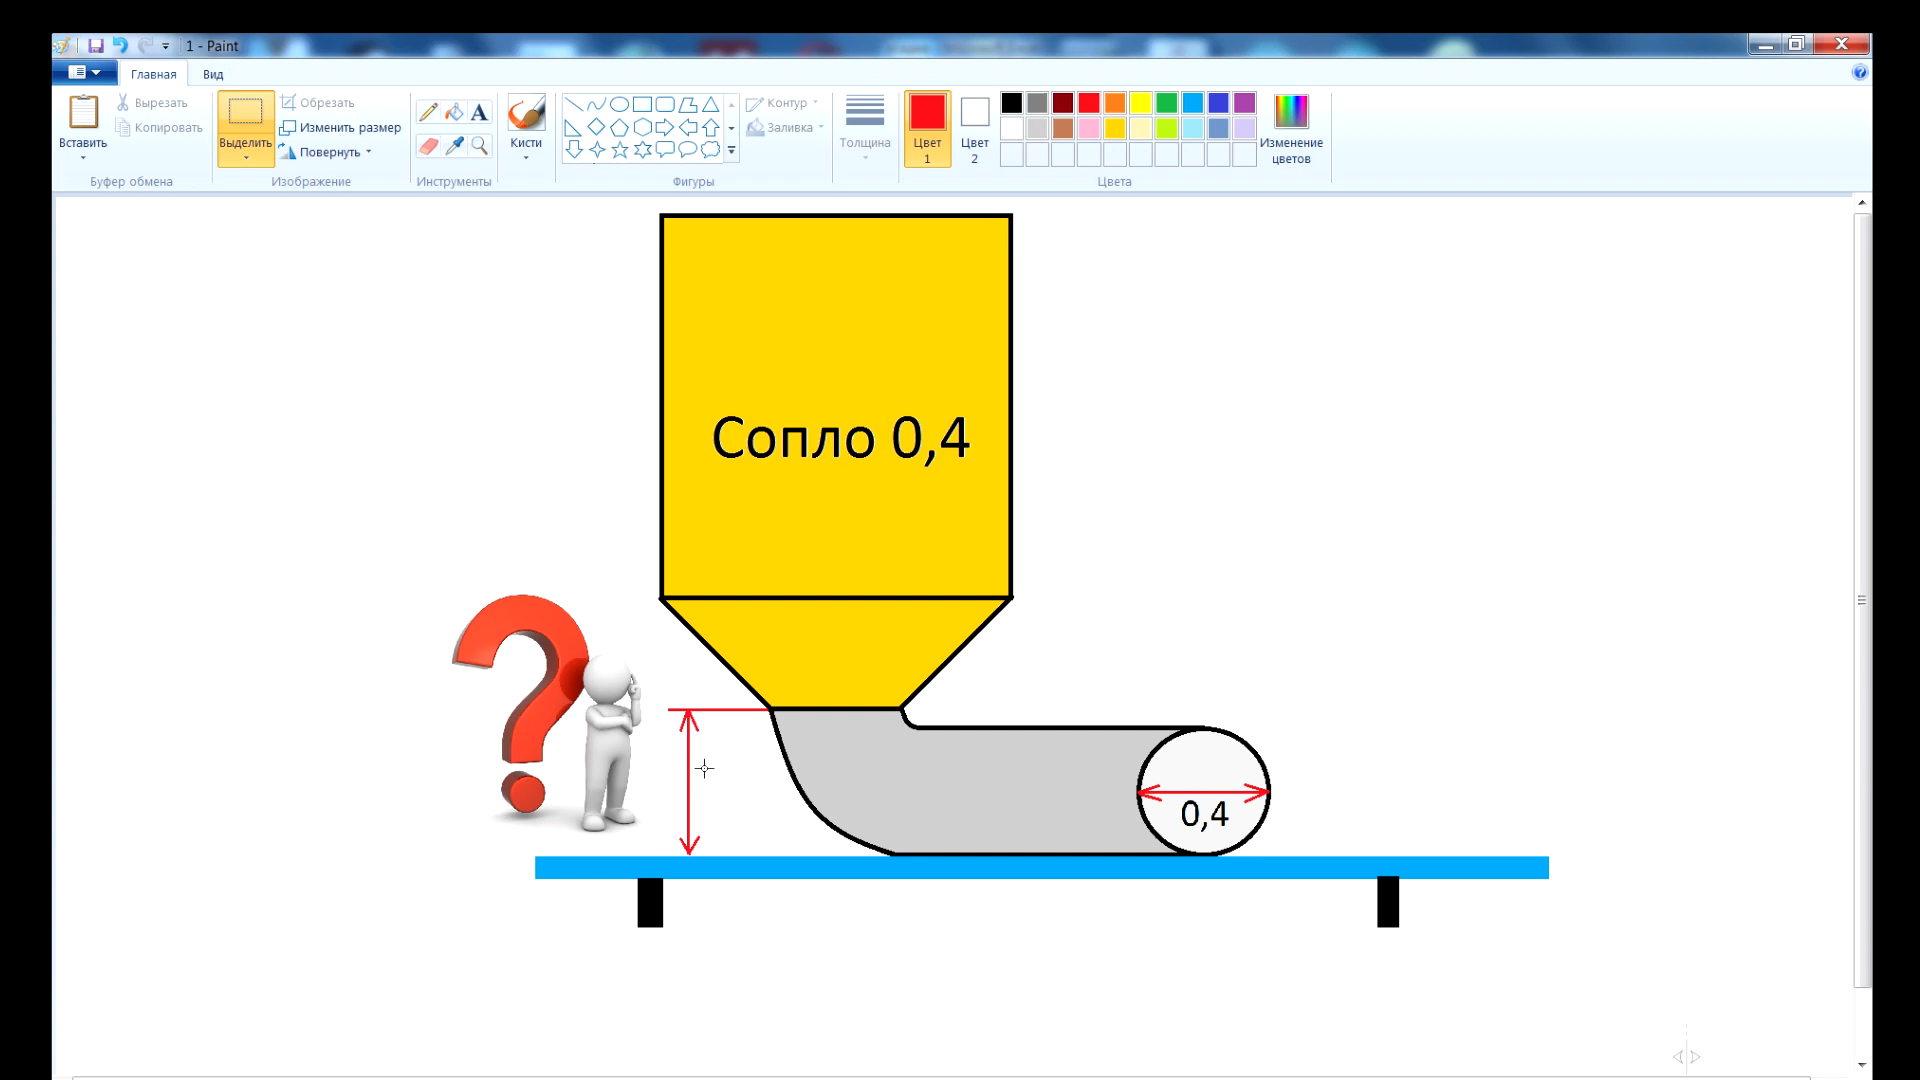 1 - Paint
Главная Вид
Вставить
Вырезать
Копировать
Буфер обмена
Выделить
Обрезать
Изменить размер
Повернуть
Изображение
A
Инструменты
Кисти
Контур
Заливка
Фигуры
Толщина
Цвет
1
Цвет
2
Изменение
цветов
Цвета
Сопло 0,4
?
0,4